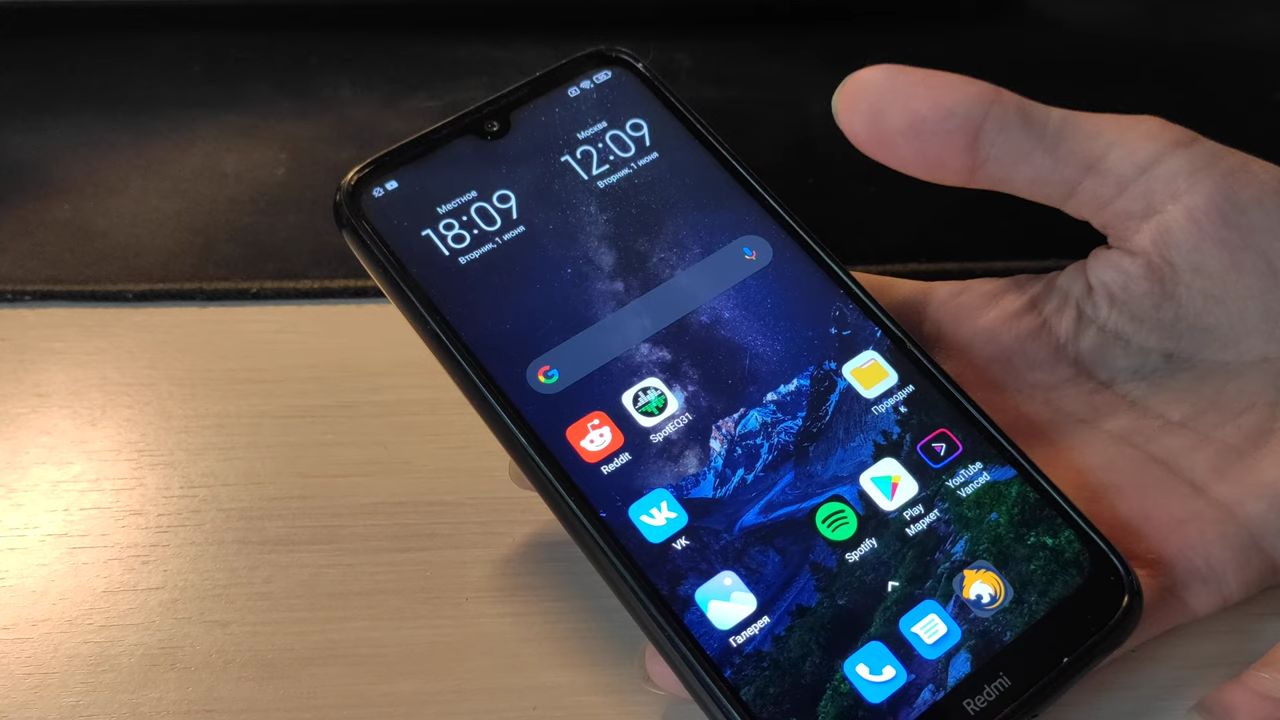 Местное
18:09
Вторник, 1 июня
Москва
12:09
Вторник, 1 июня
Reddit
SpotEQ31
Проводни
к
VK
Spotify
Play
Маркет
YouTube
Vanced
Галерея
Redmi